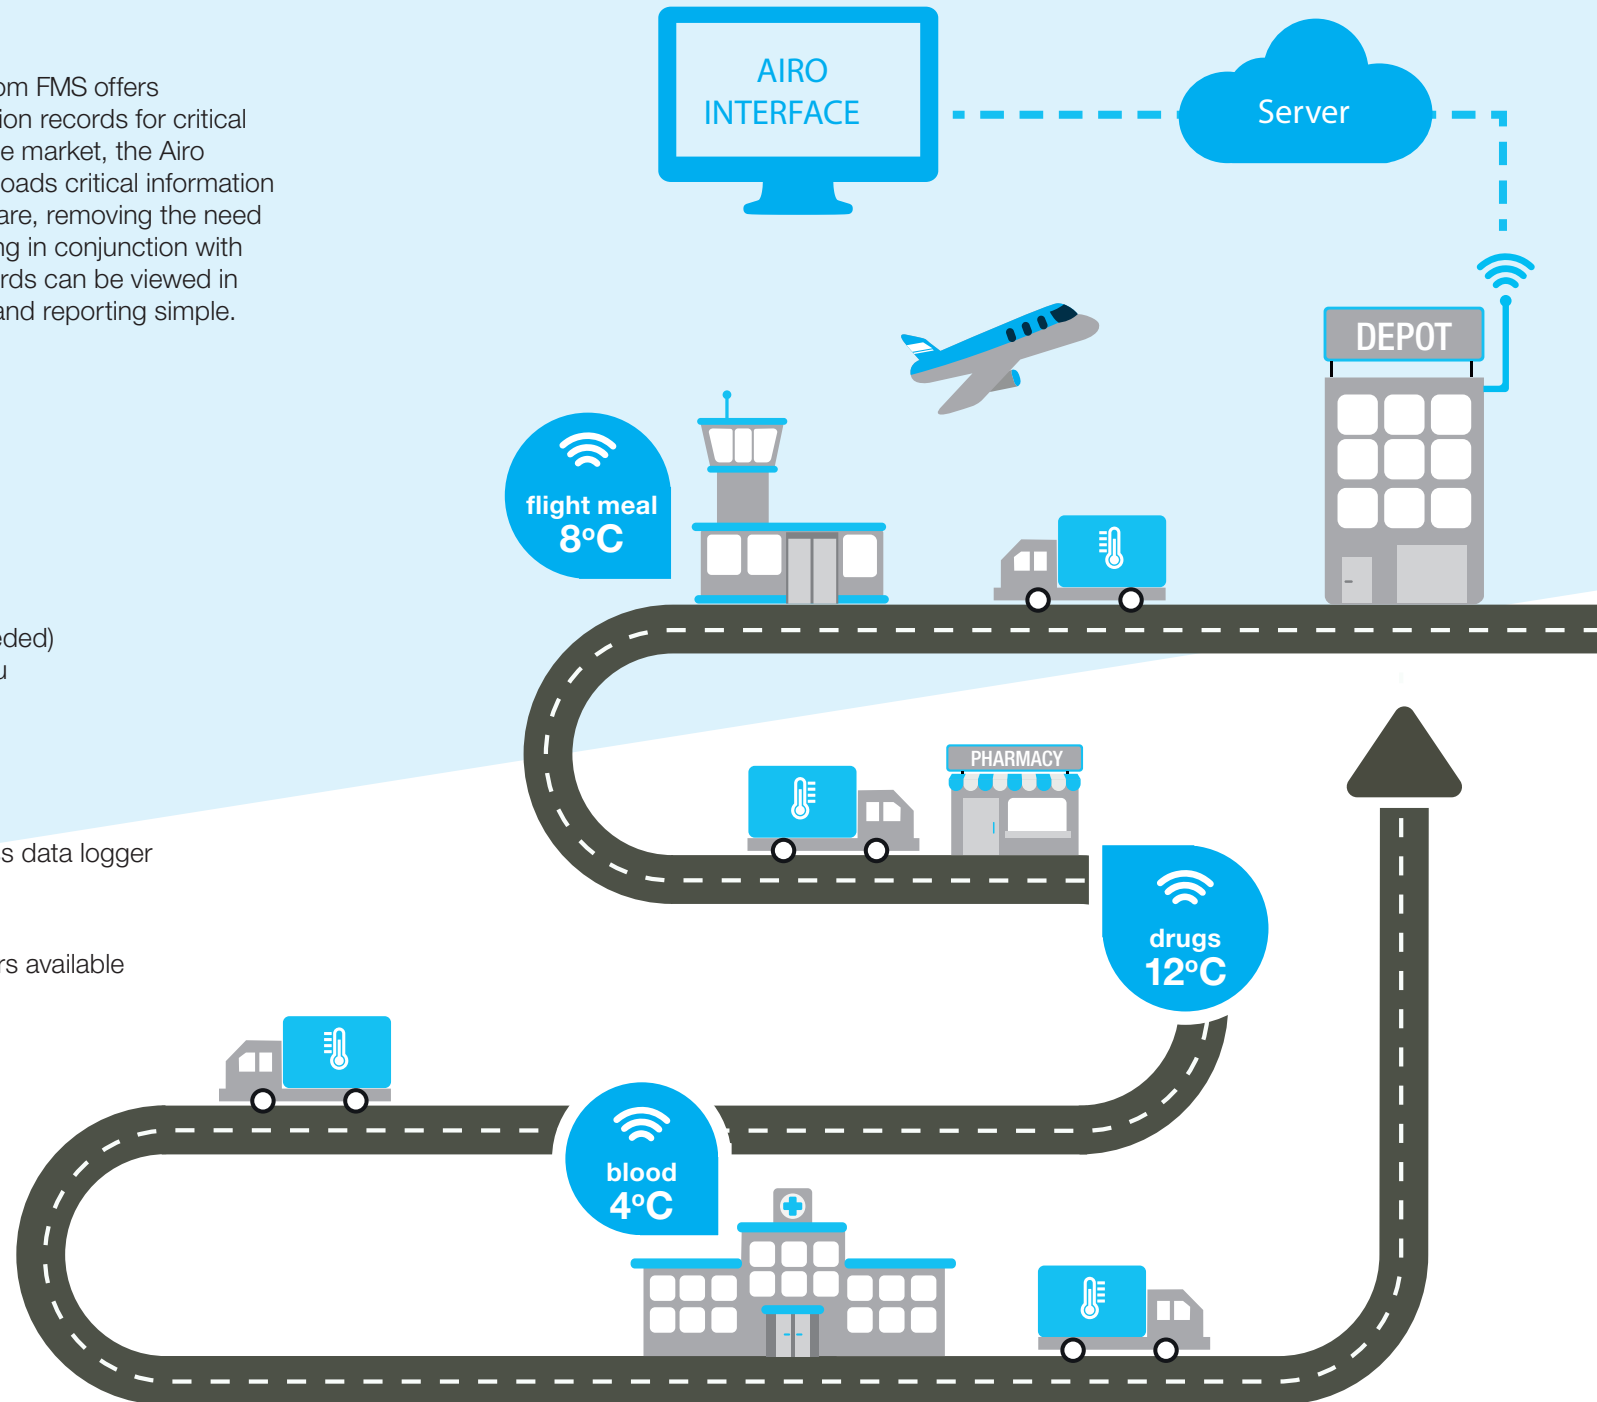 om FMS offers
ion records for critical
e market, the Airo
oads critical information
are, removing the need
ng in conjunction with
rds can be viewed in
and reporting simple.
eded)
u
s data logger
rs available
AIRO
INTERFACE
Server
DEPOT
flight meal
8°C
PHARMACY
drugs
12°C
blood
4°C